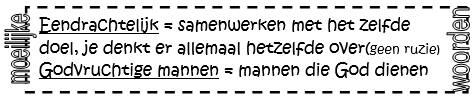 moeilijke
Eendrachtelijk = samenwerken met het zelfde
doel, je denkt er allemaal hetzelfde over(geen ruzie)
Godvruchtige mannen = mannen die God dienen
woorden